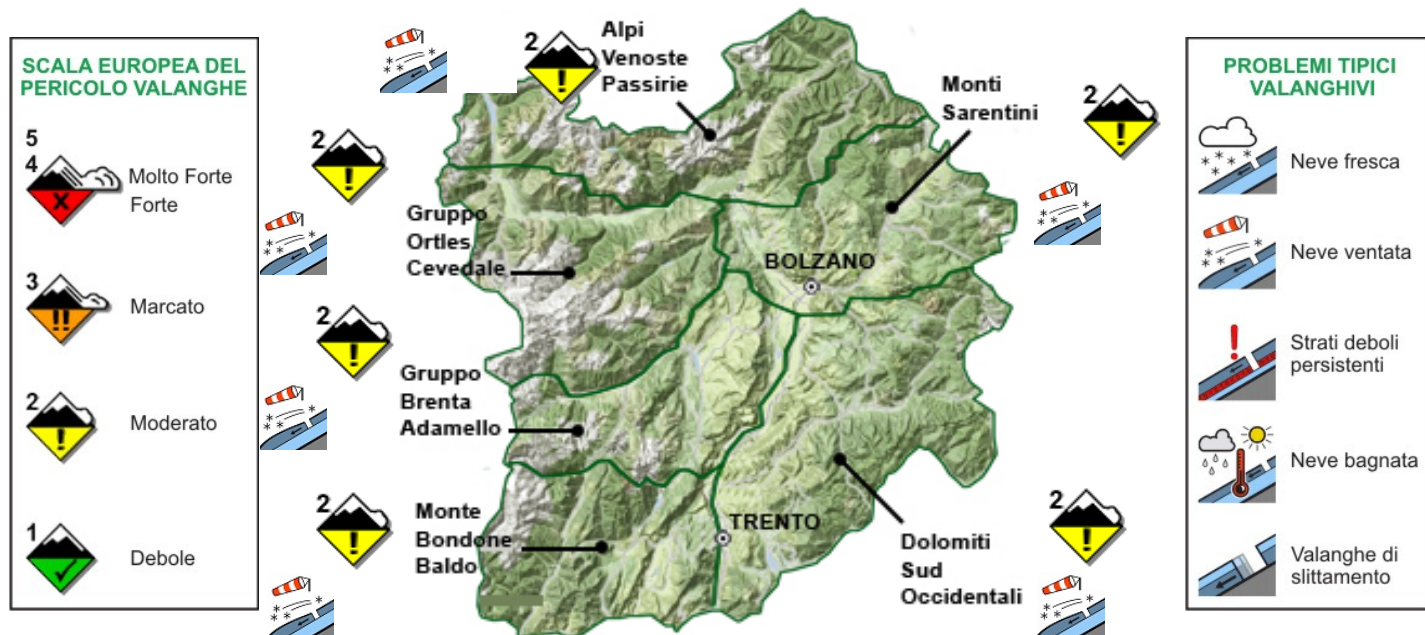 SCALA EUROPEA DEL
PERICOLO VALANGHE
5
4
Molto Forte
Forte
3
Marcato
2
Moderato
1
Debole
2
Alpi
Venoste
Passirie
Monti
Sarentini
2
2
Gruppo
Ortles
Cevedale
BOLZANO
2
Gruppo
Brenta
Adamello
2
Monte
Bondone
Baldo
TRENTO
Dolomiti
Sud
Occidentali
2
PROBLEMI TIPICI
VALANGHIVI
Neve fresca
Neve ventata
Strati deboli
persistenti
Neve bagnata
Valanghe di
slittamento